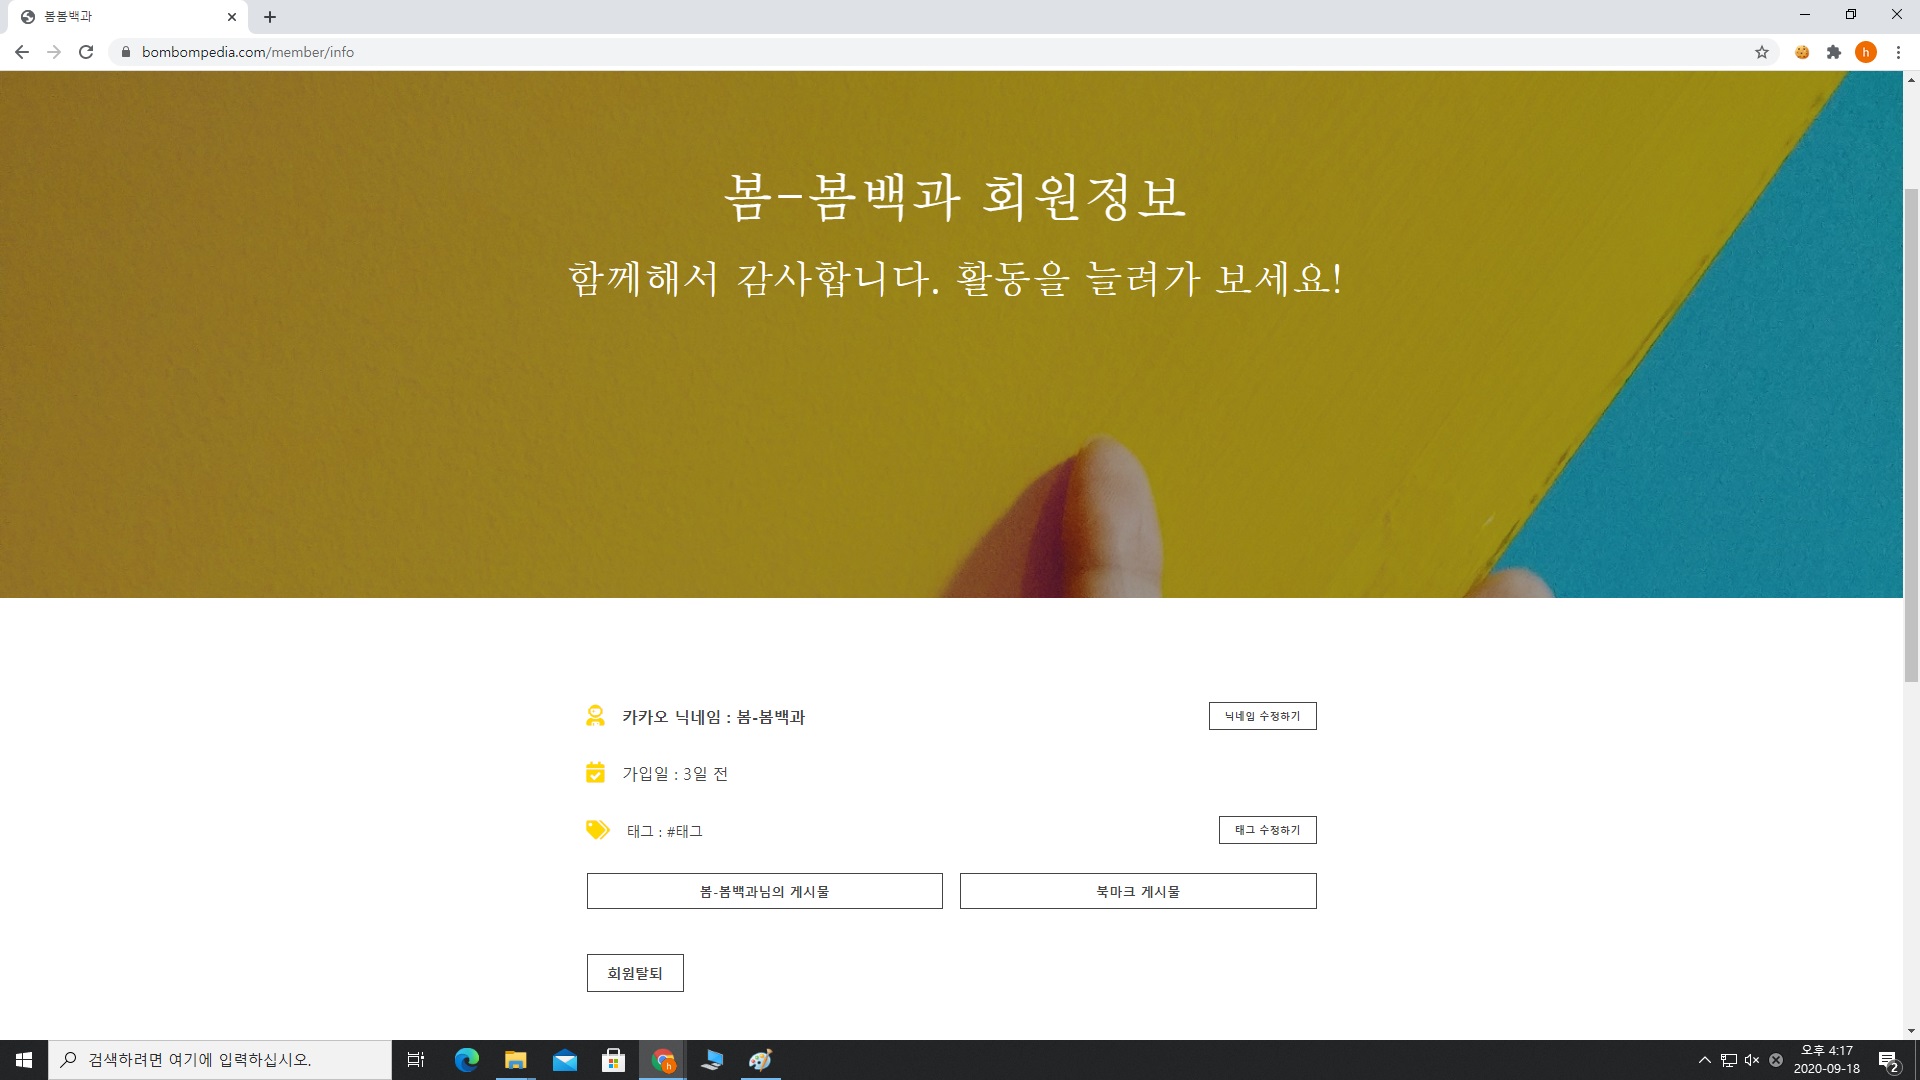 봄봄백과
bombompedia.com/member/info
h
봄-봄백과 회원정보
함께해서 감사합니다. 활동을 늘려가 보세요!
카카오 닉네임 : 봄-봄백과
닉네임 수정하기
가입일 : 3일 전
태그 : #태그
태그 수정하기
봄-봄백과님의 게시물
북마크 게시물
회원탈퇴
검색하려면 여기에 입력하십시오.
h
오후 4:17
2020-09-18
2